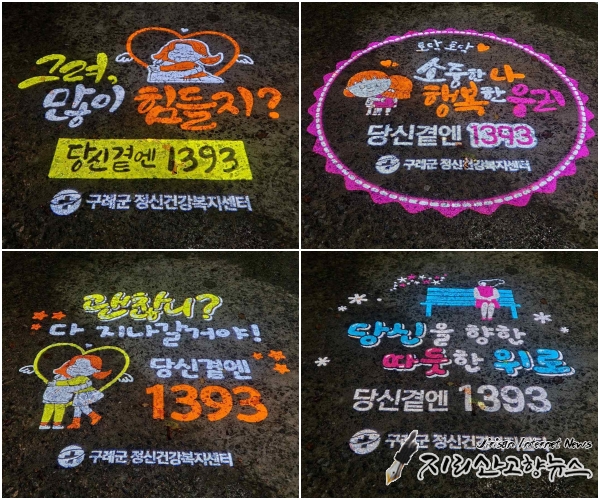 그려,
많이 힘들지?
당신곁엔 1393
구례군 정신건강복지센터
토닥 토닥
소중한 나
행복한 우리
당신곁엔 1393
구례군 정신건강복지센터
괜찮니?
다 지나갈거야!
당신곁엔
1393
구례군 정신건강복지센터
당신을 향한
따듯한 위로
당신곁엔 1393
구례군 정신건강복지센터
Jirisan Internet News
지리산고향뉴스